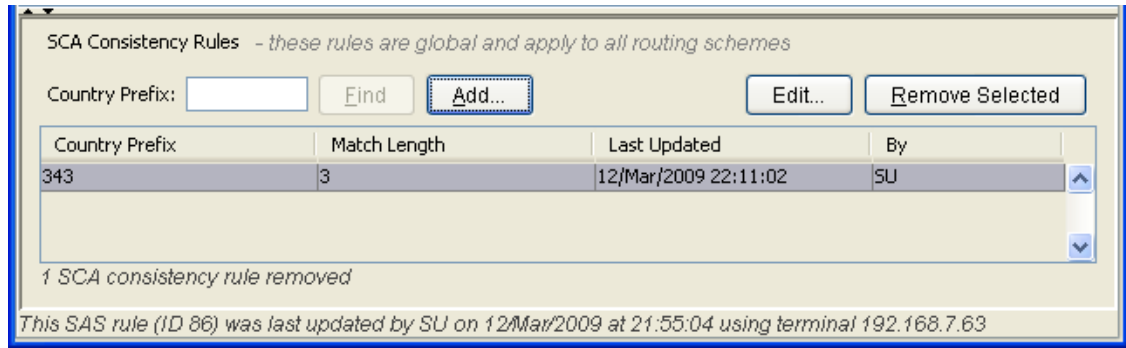 SCA Consistency Rules - these rules are global and apply to all routing schemes
Country Prefix: Find Add... Edit... Remove Selected
Country Prefix Match Length Last Updated By
343 3 12/Mar/2009 22:11:02 SU
1 SCA consistency rule removed
This SAS rule (ID 86) was last updated by SU on 12/Mar/2009 at 21:55:04 using terminal 192.168.7.63